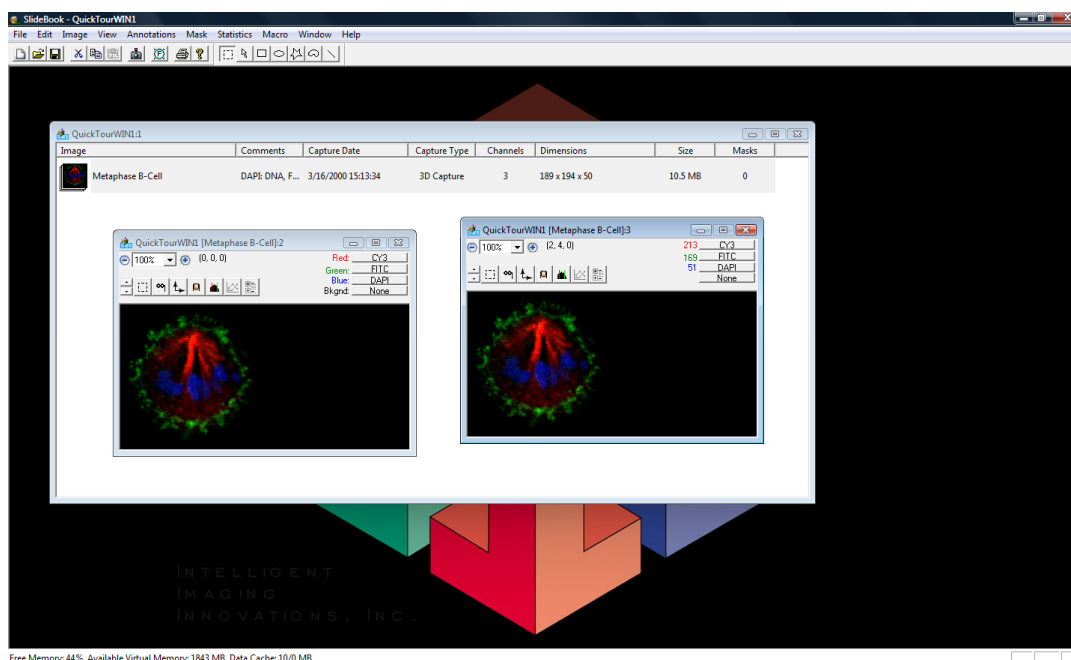 SlideBook - QuickTourWIN1
File Edit Image View Annotations Mask Statistics Macro Window Help
QuickTourWIN1:1
Image Comments Capture Date Capture Type Channels Dimensions Size Masks
Metaphase B-Cell DAPI: DNA, F... 3/16/2000 15:13:34 3D Capture 3 189 x 194 x 50 10.5 MB 0
QuickTourWIN1 [Metaphase B-Cell]:2
100% (0, 0, 0) Red: CY3
Green: FITC
Blue: DAPI
Bkgnd: None
QuickTourWIN1 [Metaphase B-Cell]:3
100% (2, 4, 0) 213 CY3
169 FITC
51 DAPI
None
INTELLIGENT
IMAGING
INNOVATIONS, INC.
Free Memory: 44%, Available Virtual Memory: 1843 MB, Data Cache: 10/0 MB